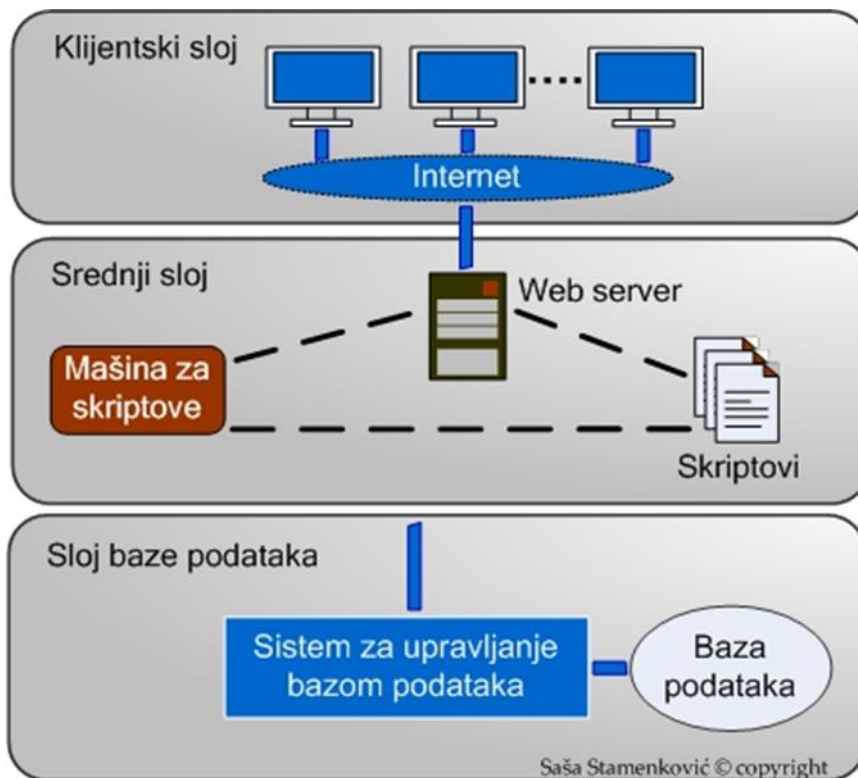 Klijentski sloj
Internet
Srednji sloj
Web server
Mašina za
skriptove
Skriptovi
Sloj baze podataka
Sistem za upravljanje
bazom podataka
Baza
podataka
Saša Stamenković © copyright